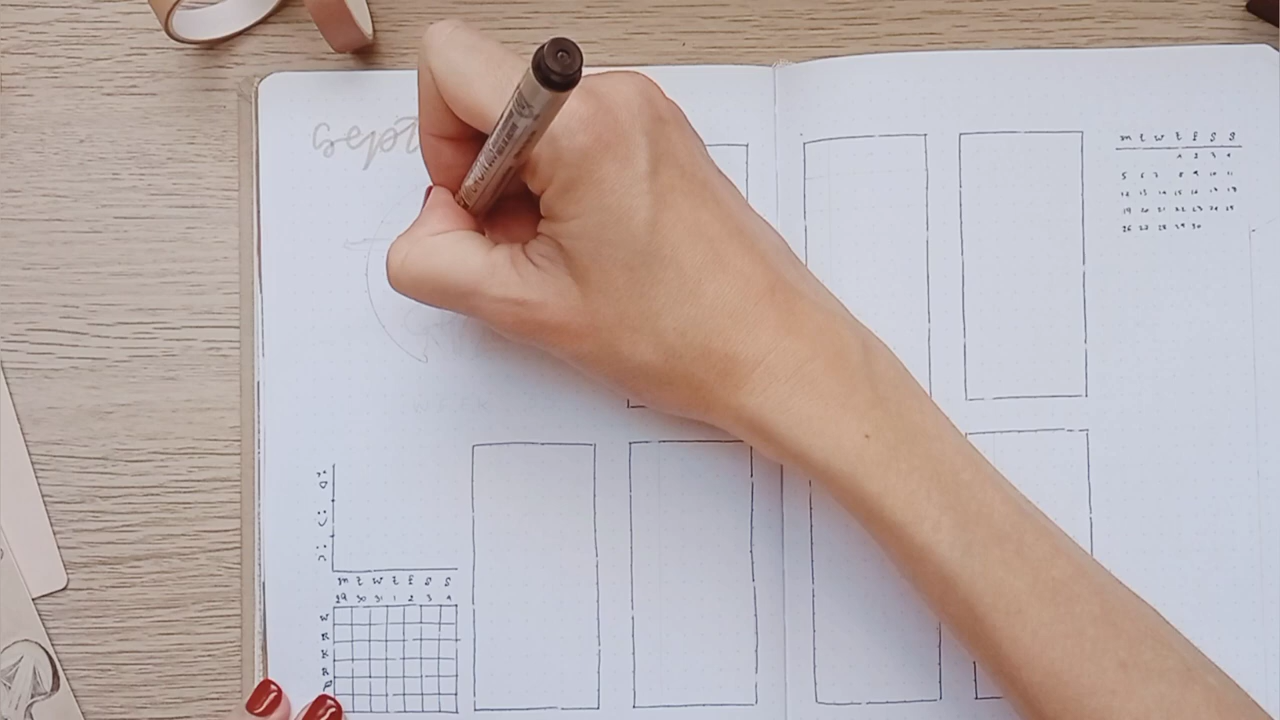 sept
M T W T F S S
1 2 3 4
5 6 7 8 9 10 11
12 13 14 15 16 17 18
19 20 21 22 23 24 25
26 27 28 29 30
M T W T F S S
29 30 31 1 2 3 4
W
R
K
R